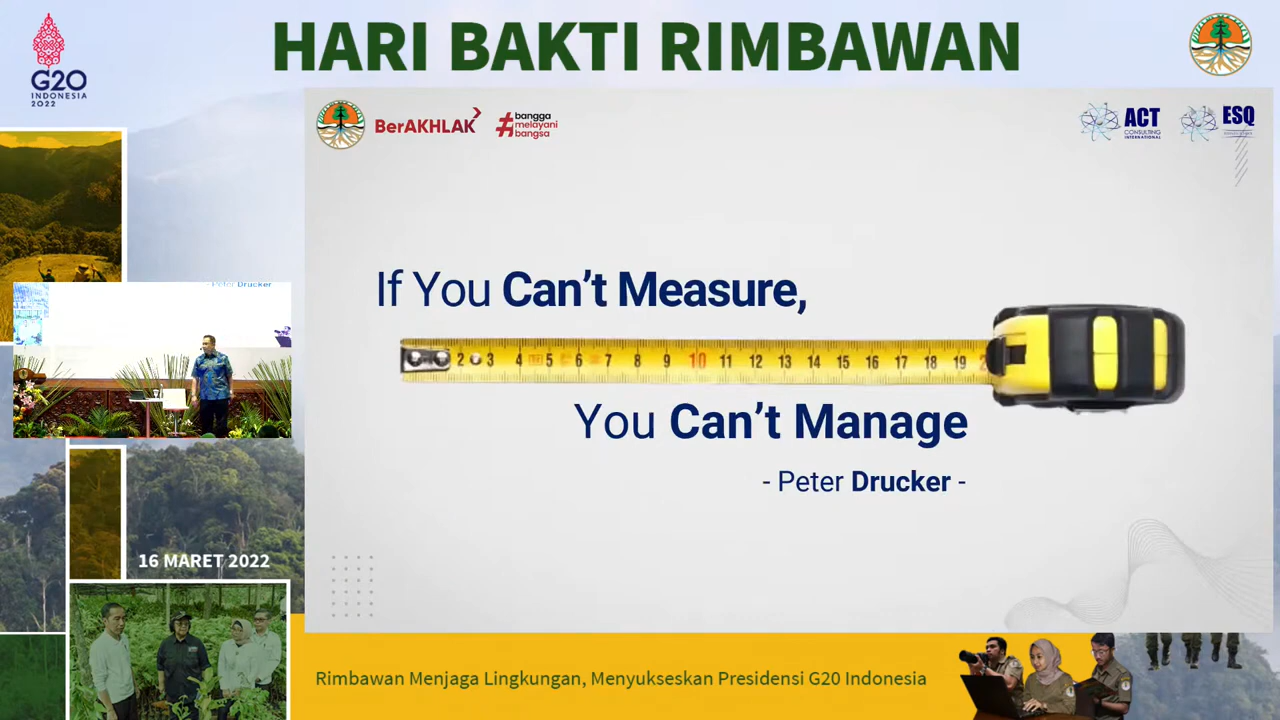 HARI BAKTI RIMBAWAN
G20
INDONESIA
2022
BerAKHLAK
#bangga
melayani
bangsa
ACT
CONSULTING
INTERNATIONAL
ESQ
If You Can't Measure,
2 3 4 5 6 7 8 9 10 11 12 13 14 15 16 17 18 19
You Can't Manage
- Peter Drucker -
- Peter Drucker
16 MARET 2022
Rimbawan Menjaga Lingkungan, Menyukseskan Presidensi G20 Indonesia